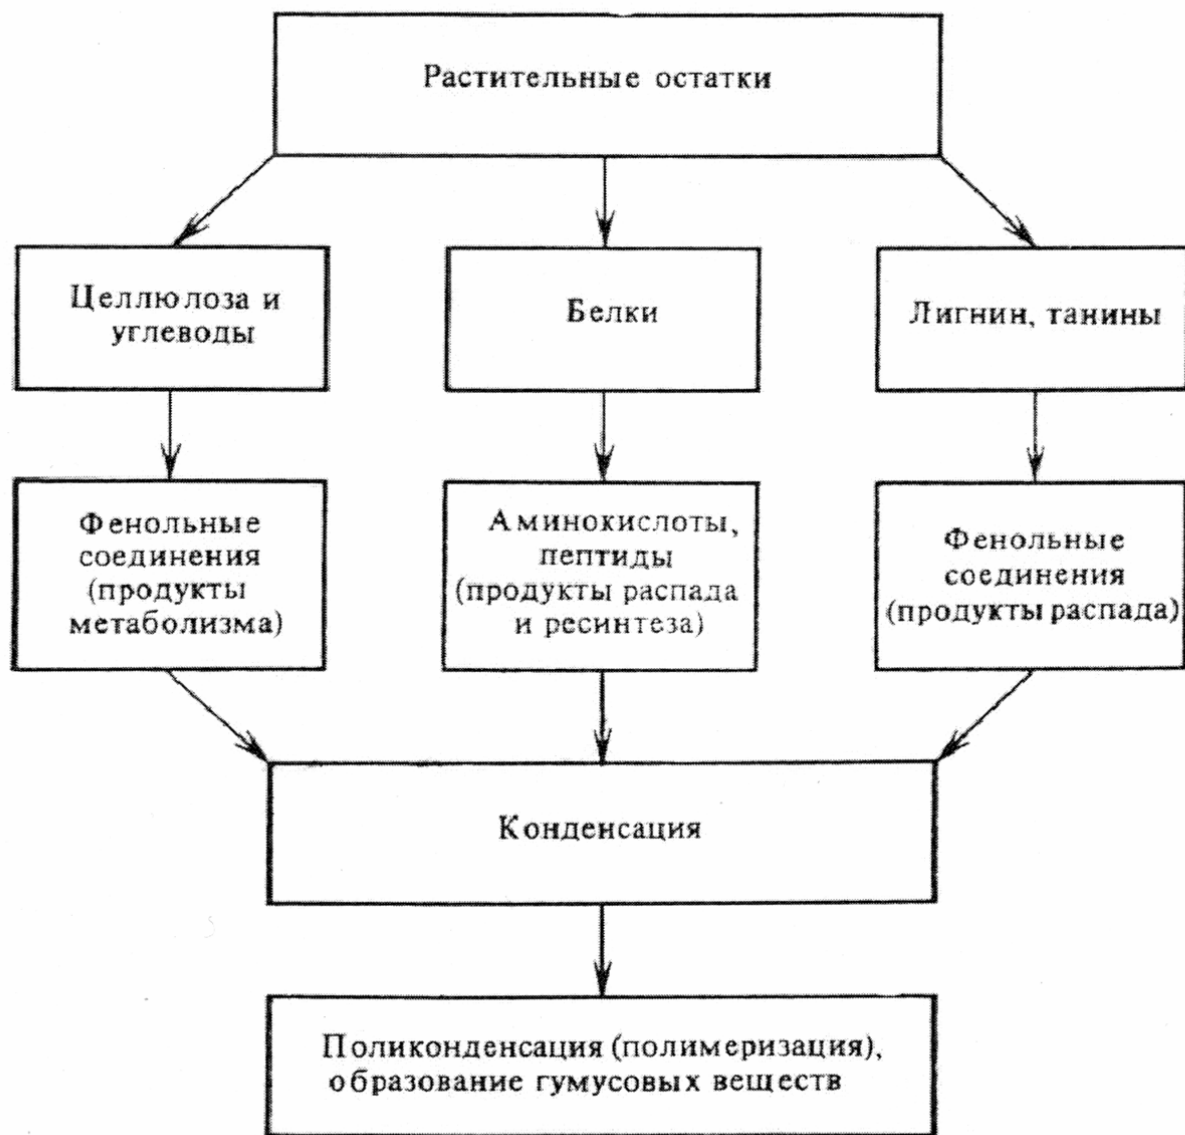 Растительные остатки
Целлюлоза и
углеводы
Белки
Лигнин, танины
Фенольные
соединения
(продукты
метаболизма)
Аминокислоты,
пептиды
(продукты распада
и ресинтеза)
Фенольные
соединения
(продукты распада)
Конденсация
Поликонденсация (полимеризация),
образование гумусовых веществ